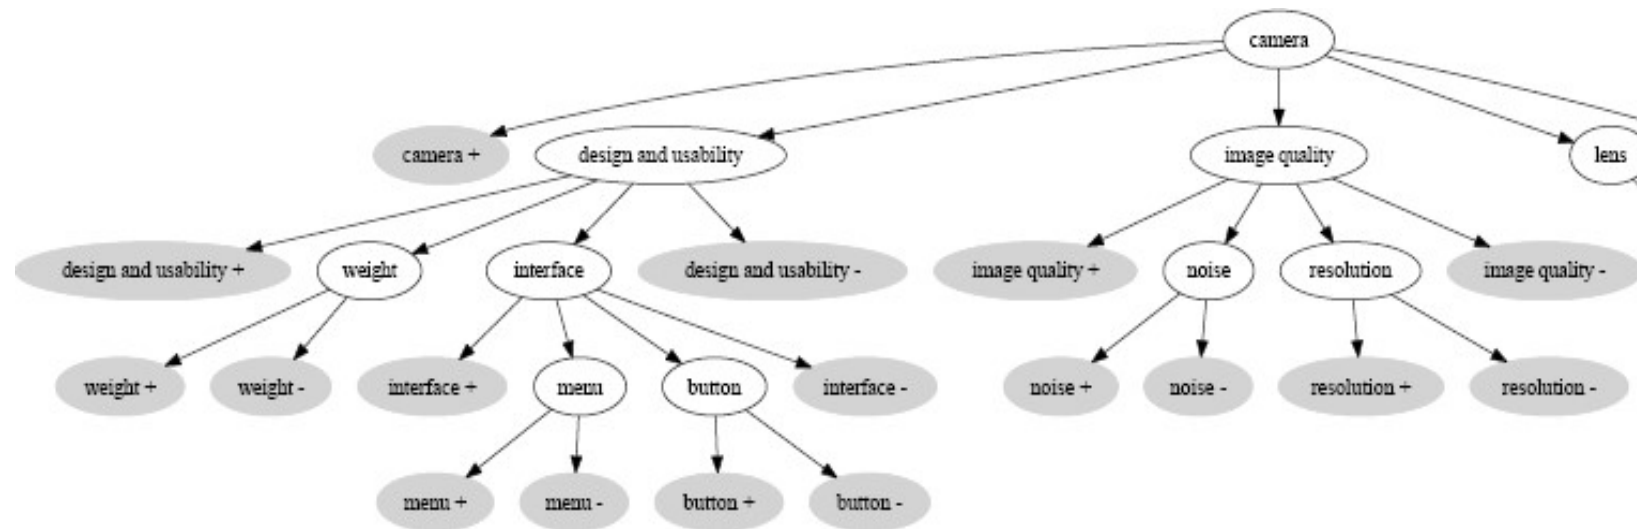 camera
camera +
design and usability
image quality
lens
design and usability +
weight
interface
design and usability -
image quality +
noise
resolution
image quality -
weight +
weight -
interface +
menu
button
interface -
noise +
noise -
resolution +
resolution -
menu +
menu -
button +
button -